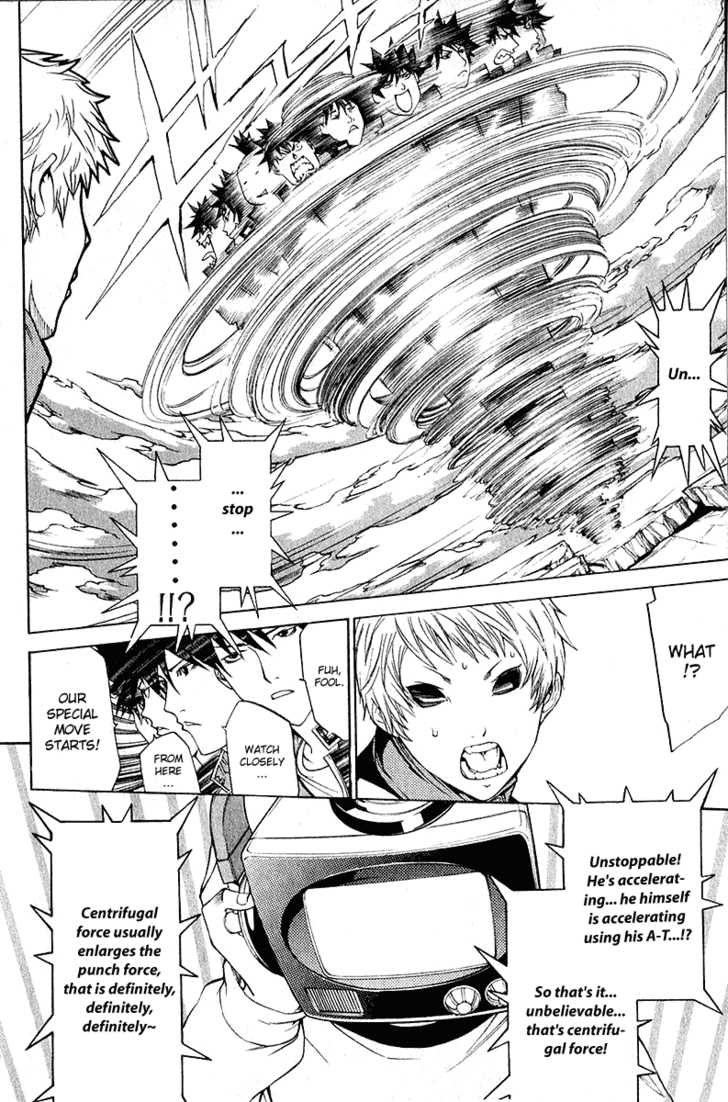 Un...
...
stop
...
.....
!!?
WHAT
!?
FUH,
FOOL.
WATCH
CLOSELY
...
FROM
HERE
...
OUR
SPECIAL
MOVE
STARTS!
Unstoppable!
He's accelerat-
ing... he himself
is accelerating
using his A-T...!?
So that's it...
unbelievable...
that's centrifu-
gal force!
Centrifugal
force usually
enlarges the
punch force,
that is definitely,
definitely,
definitely~